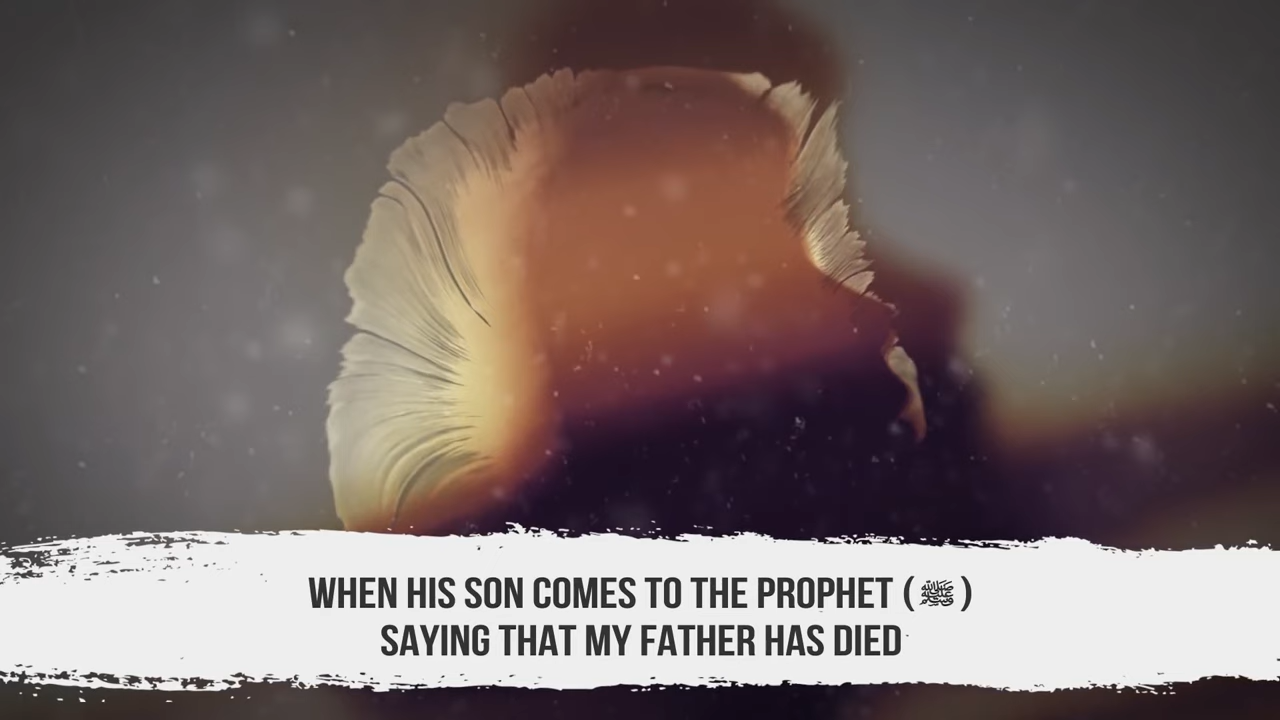 WHEN HIS SON COMES TO THE PROPHET (ﷺ)
SAYING THAT MY FATHER HAS DIED